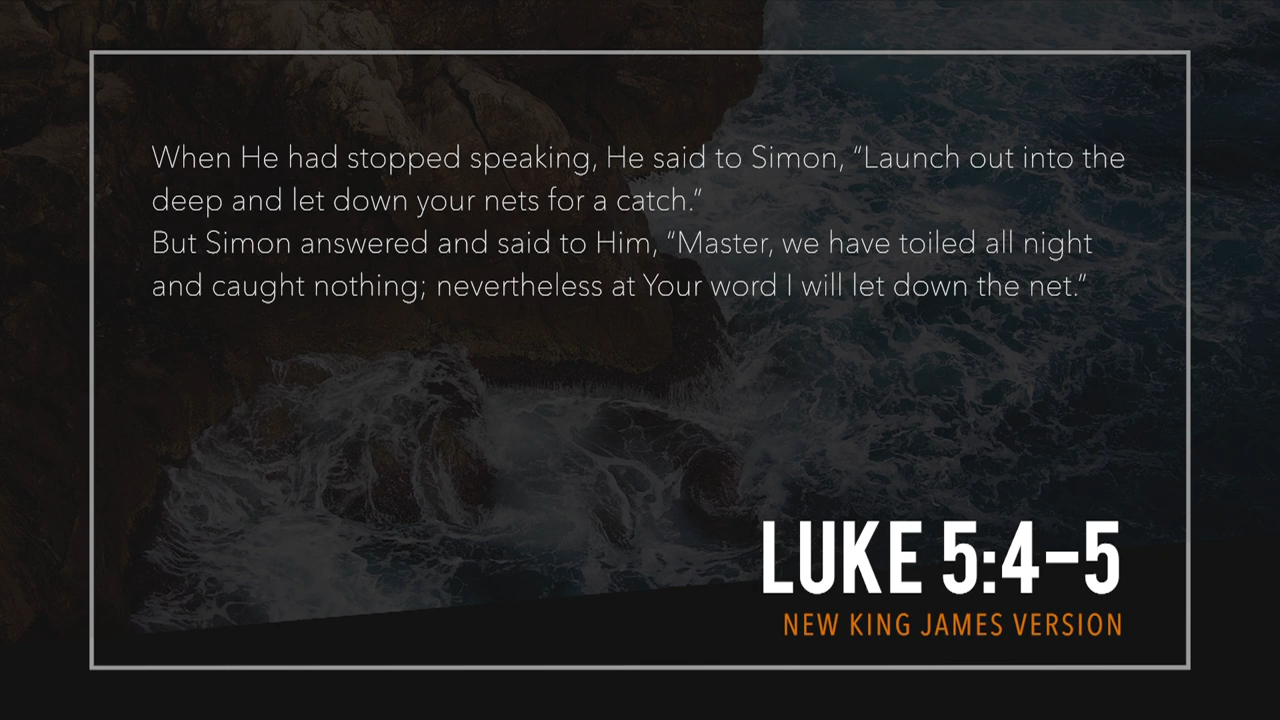 When He had stopped speaking, He said to Simon, “Launch out into the
deep and let down your nets for a catch.”
But Simon answered and said to Him, “Master, we have toiled all night
and caught nothing; nevertheless at Your word I will let down the net.”
LUKE 5:4–5
NEW KING JAMES VERSION